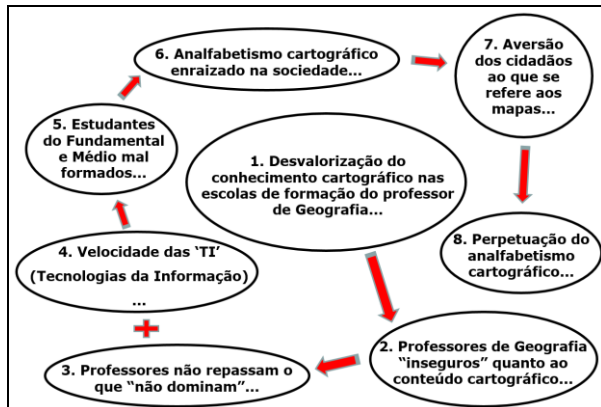 1. Desvalorização do
conhecimento cartográfico nas
escolas de formação do professor
de Geografia...
2. Professores de Geografia
“inseguros” quanto ao
conteúdo cartográfico...
3. Professores não repassam o
que “não dominam”...
4. Velocidade das ‘TI’
(Tecnologias da Informação)
...
5. Estudantes
do Fundamental
e Médio mal
formados...
6. Analfabetismo cartográfico
enraizado na sociedade...
7. Aversão
dos cidadãos
ao que se
refere aos
mapas...
8. Perpetuação do
analfabetismo
cartográfico...